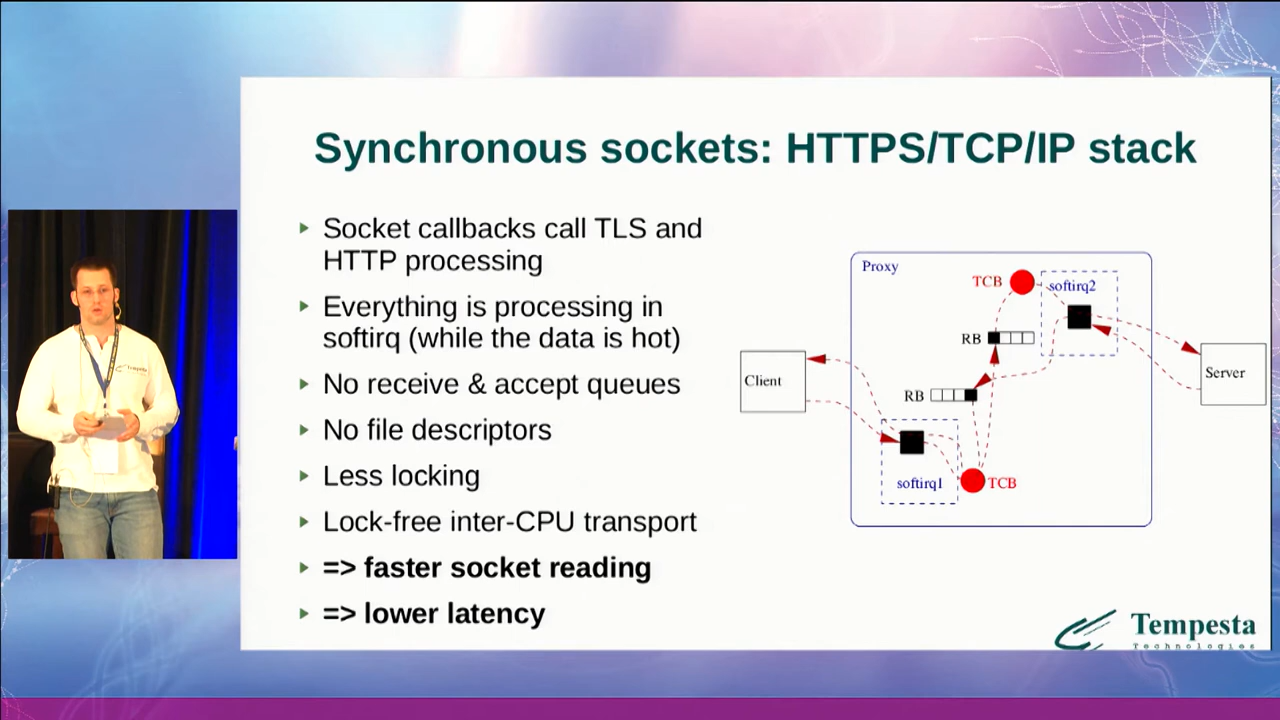 Synchronous sockets: HTTPS/TCP/IP stack
Socket callbacks call TLS and
HTTP processing
Everything is processing in
softirq (while the data is hot)
No receive & accept queues
No file descriptors
Less locking
Lock-free inter-CPU transport
=> faster socket reading
=> lower latency
Proxy
TCB
softirq2
RB
Client
Server
RB
softirq1
TCB
Tempesta
Technologies
Tempesta